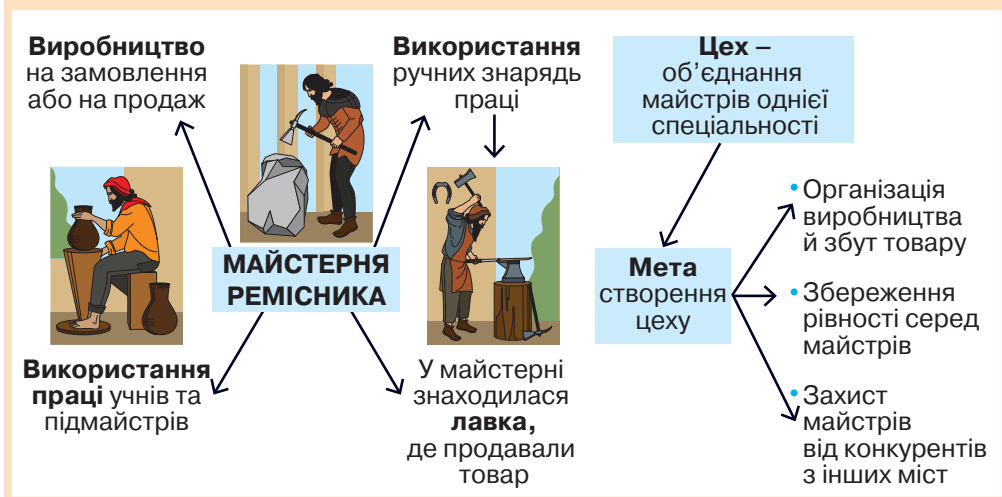 Виробництво
на замовлення
або на продаж
Використання
ручних знарядь
праці
МАЙСТЕРНЯ
РЕМІСНИКА
Використання
праці учнів та
підмайстрів
У майстерні
знаходилася
лавка,
де продавали
товар
Цех –
об’єднання
майстрів однієї
спеціальності
Мета
створення
цеху
• Організація
виробництва
й збут товару
• Збереження
рівності серед
майстрів
• Захист
майстрів
від конкурентів
з інших міст